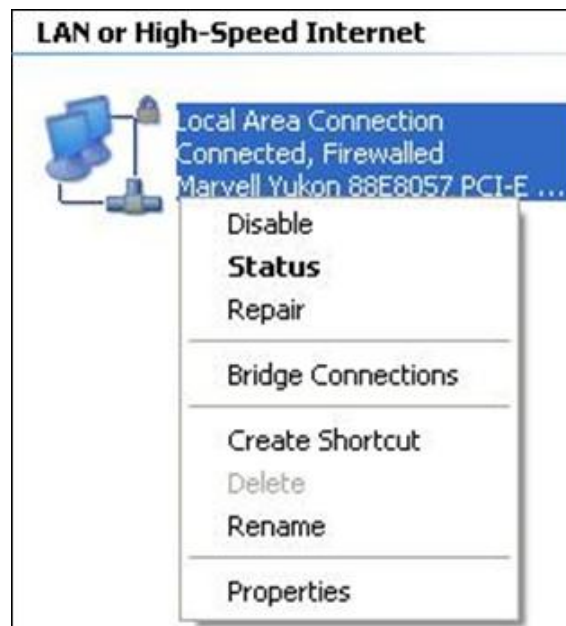 LAN or High-Speed Internet
Local Area Connection
Connected, Firewalled
Marvell Yukon 88E8057 PCI-E ...
Disable
Status
Repair
Bridge Connections
Create Shortcut
Delete
Rename
Properties